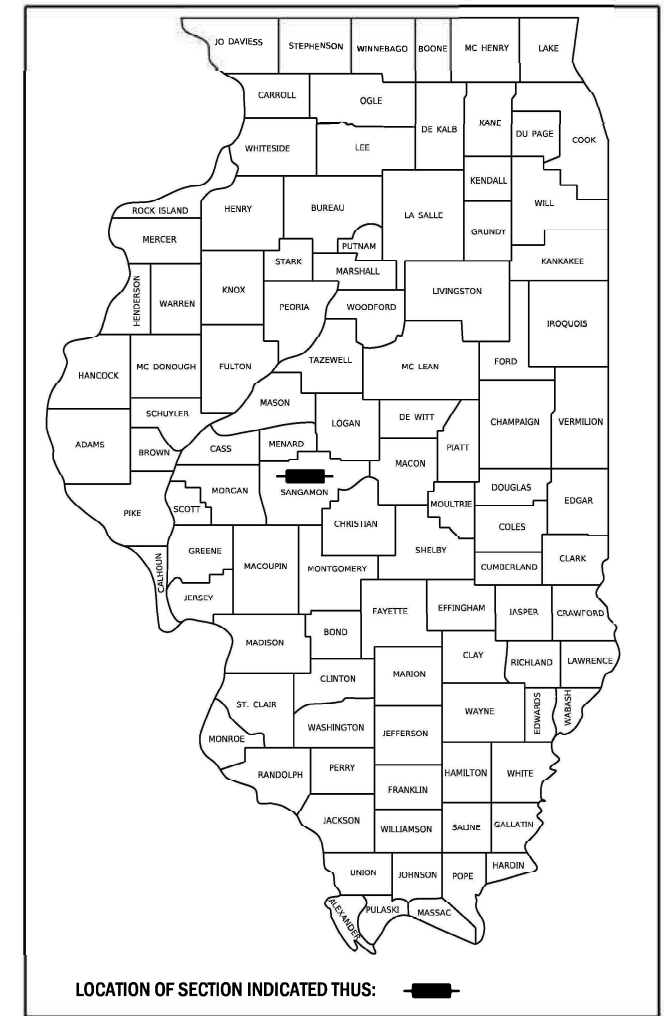 JO DAVIESS
STEPHENSON
WINNEBAGO
BOONE
MC HENRY
LAKE
CARROLL
OGLE
DE KALB
KANE
DU PAGE
COOK
WHITESIDE
LEE
KENDALL
ROCK ISLAND
HENRY
BUREAU
LA SALLE
WILL
MERCER
PUTNAM
GRUNDY
STARK
MARSHALL
KANKAKEE
HENDERSON
WARREN
KNOX
PEORIA
WOODFORD
LIVINGSTON
IROQUOIS
HANCOCK
MC DONOUGH
FULTON
TAZEWELL
MC LEAN
FORD
MASON
SCHUYLER
LOGAN
DE WITT
CHAMPAIGN
VERMILION
ADAMS
BROWN
CASS
MENARD
PIATT
MACON
MORGAN
SANGAMON
DOUGLAS
EDGAR
PIKE
SCOTT
MOULTRIE
CHRISTIAN
COLES
GREENE
SHELBY
CALHOUN
MACOUPIN
MONTGOMERY
CUMBERLAND
CLARK
JERSEY
FAYETTE
EFFINGHAM
JASPER
CRAWFORD
MADISON
BOND
CLAY
RICHLAND
LAWRENCE
CLINTON
MARION
ST. CLAIR
WAYNE
EDWARDS
WABASH
WASHINGTON
JEFFERSON
MONROE
RANDOLPH
PERRY
HAMILTON
WHITE
FRANKLIN
JACKSON
WILLIAMSON
SALINE
GALLATIN
UNION
JOHNSON
POPE
HARDIN
ALEXANDER
PULASKI
MASSAC
LOCATION OF SECTION INDICATED THUS: